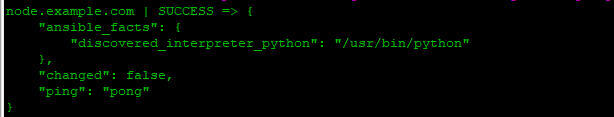 node.example.com | SUCCESS => {
    "ansible_facts": {
        "discovered_interpreter_python": "/usr/bin/python"
    },
    "changed": false,
    "ping": "pong"
}